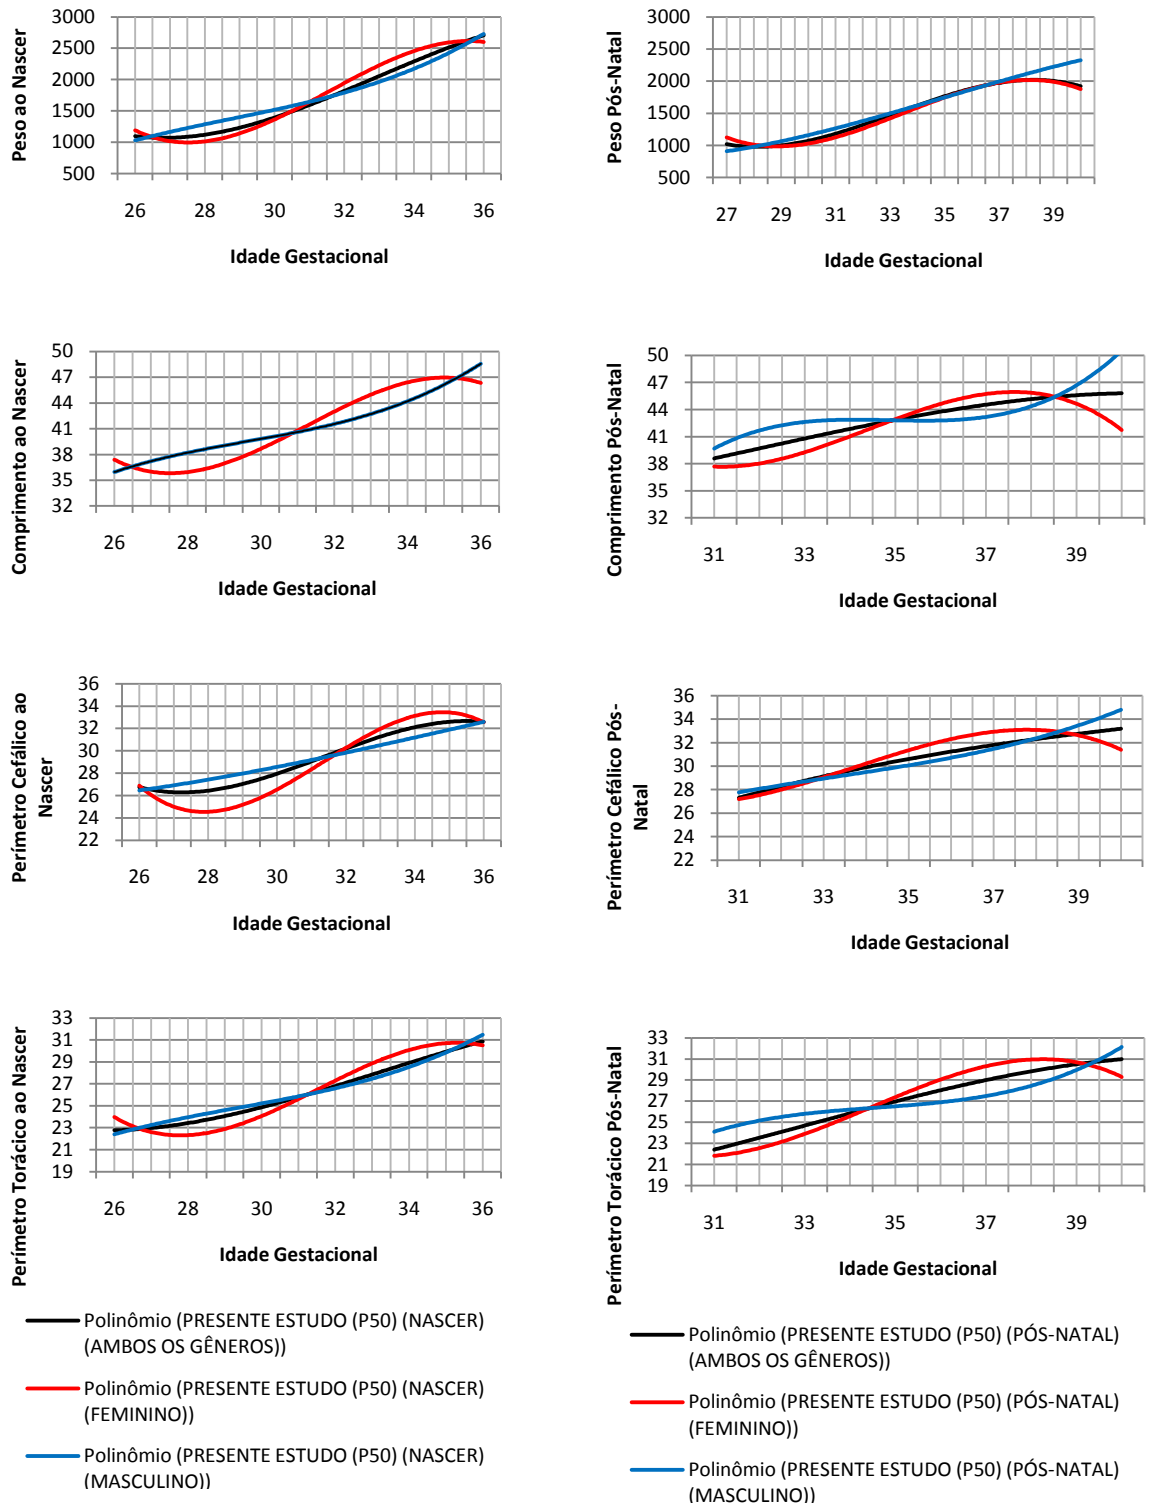 Peso ao Nascer
3000
2500
2000
1500
1000
500
26 28 30 32 34 36
Idade Gestacional
Peso Pós-Natal
3000
2500
2000
1500
1000
500
27 29 31 33 35 37 39
Idade Gestacional
Comprimento ao Nascer
50
47
44
41
38
35
32
26 28 30 32 34 36
Idade Gestacional
Comprimento Pós-Natal
50
47
44
41
38
35
32
31 33 35 37 39
Idade Gestacional
Perímetro Cefálico ao
Nascer
36
34
32
30
28
26
24
22
26 28 30 32 34 36
Idade Gestacional
Perímetro Cefálico Pós-
Natal
36
34
32
30
28
26
24
22
31 33 35 37 39
Idade Gestacional
Perímetro Torácico ao Nascer
33
31
29
27
25
23
21
19
26 28 30 32 34 36
Idade Gestacional
Perímetro Torácico Pós-Natal
33
31
29
27
25
23
21
19
31 33 35 37 39
Idade Gestacional
Polinômio (PRESENTE ESTUDO (P50) (NASCER)
(AMBOS OS GÊNEROS))
Polinômio (PRESENTE ESTUDO (P50) (NASCER)
(FEMININO))
Polinômio (PRESENTE ESTUDO (P50) (NASCER)
(MASCULINO))
Polinômio (PRESENTE ESTUDO (P50) (PÓS-NATAL)
(AMBOS OS GÊNEROS))
Polinômio (PRESENTE ESTUDO (P50) (PÓS-NATAL)
(FEMININO))
Polinômio (PRESENTE ESTUDO (P50) (PÓS-NATAL)
(MASCULINO))